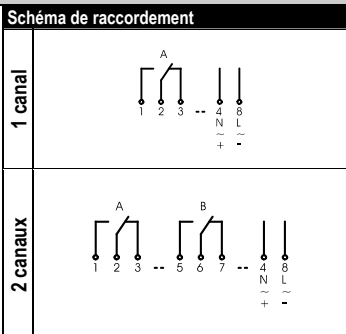 Schéma de raccordement
1 canal
A
1 2 3 -- 4 8
N L
~ ~
+ -
2 canaux
A B
1 2 3 -- 5 6 7 -- 4 8
N L
~ ~
+ -